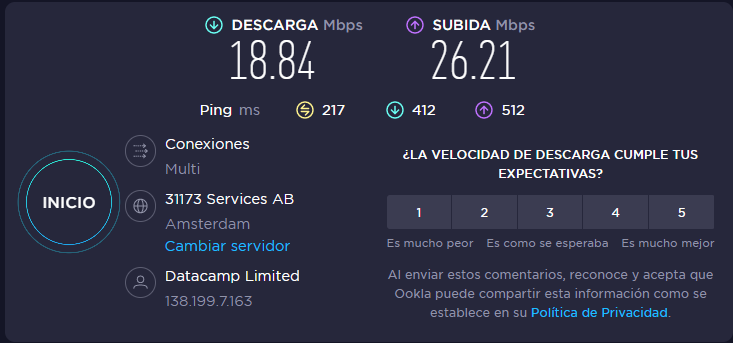 DESCARGA Mbps
18.84
SUBIDA Mbps
26.21
Ping ms 217 412 512
INICIO
Conexiones
Multi
31173 Services AB
Amsterdam
Cambiar servidor
Datacamp Limited
138.199.7.163
¿LA VELOCIDAD DE DESCARGA CUMPLE TUS
EXPECTATIVAS?
1 2 3 4 5
Es mucho peor Es como se esperaba Es mucho mejor
Al enviar estos comentarios, reconoce y acepta que
Ookla puede compartir esta información como se
establece en su Política de Privacidad.